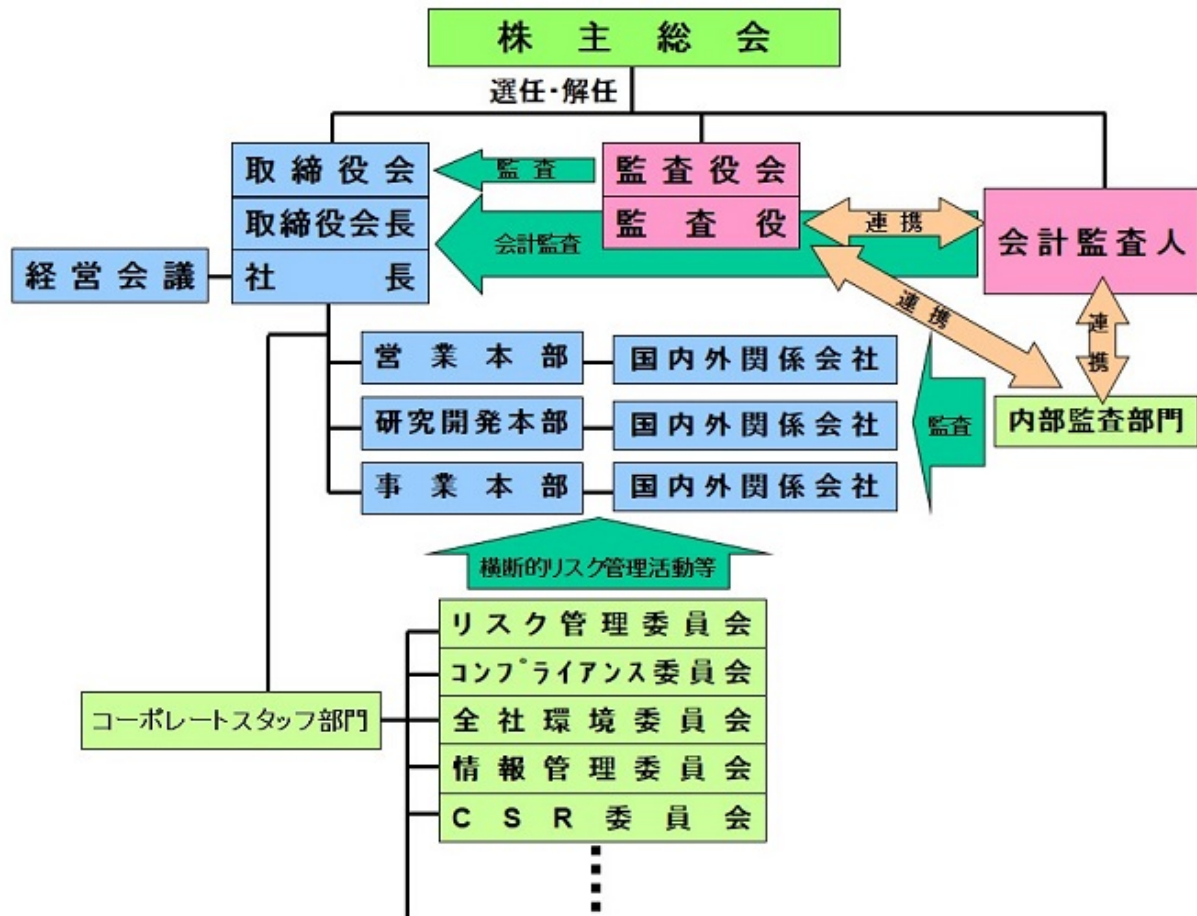 株主総会
選任・解任
取締役会
監査
監査役会
取締役会長
会計監査
監査役
連携
会計監査人
経営会議
社長
連携
連携
営業本部
国内外関係会社
研究開発本部
国内外関係会社
監査
内部監査部門
事業本部
国内外関係会社
横断的リスク管理活動等
リスク管理委員会
コンプライアンス委員会
コーポレートスタッフ部門
全社環境委員会
情報管理委員会
CSR委員会